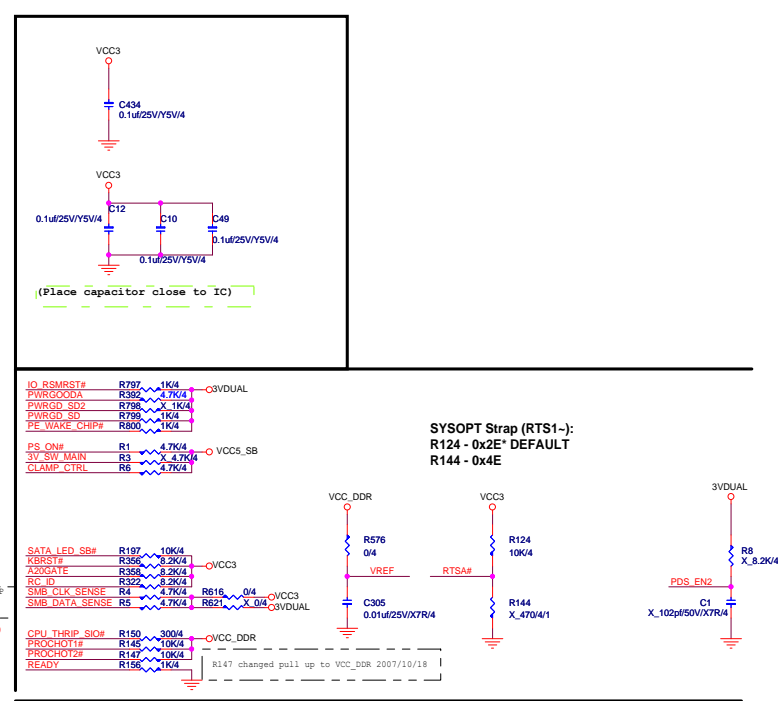 VCC3
C434
0.1uf/25V/Y5V/4
VCC3
C12
0.1uf/25V/Y5V/4
C10
C49
0.1uf/25V/Y5V/4
0.1uf/25V/Y5V/4
(Place capacitor close to IC)
IO_RSMRST# R797 1K/4
PWRGOODA R392 4.7K/4 3VDUAL
PWRGD_SD2 R798 X_1K/4
PWRGD_SD R799 1K/4
PE_WAKE_CHIP# R800 1K/4
PS_ON# R1 4.7K/4 VCC5_SB
3V_SW_MAIN R3 X_4.7K/4
CLAMP_CTRL R6 4.7K/4
SYSOPT Strap (RTS1~):
R124 - 0x2E* DEFAULT
R144 - 0x4E
SATA_LED_SB# R197 10K/4
KBRST# R356 8.2K/4 VCC3
A20GATE R358 8.2K/4
RC_ID R322 8.2K/4
SMB_CLK_SENSE R4 4.7K/4 R616 0/4 VCC3
SMB_DATA_SENSE R5 4.7K/4 R621 X_0/4 3VDUAL
CPU_THRIP_SIO# R150 300/4 VCC_DDR
PROCHOT1# R145 10K/4
PROCHOT2# R147 10K/4
READY R156 1K/4
R147 changed pull up to VCC_DDR 2007/10/18
VCC_DDR
R576
0/4
VREF
C305
0.01uf/25V/X7R/4
VCC3
R124
10K/4
RTSA#
R144
X_470/4/1
3VDUAL
R8
X_8.2K/4
PDS_EN2
C1
X_102pf/50V/X7R/4